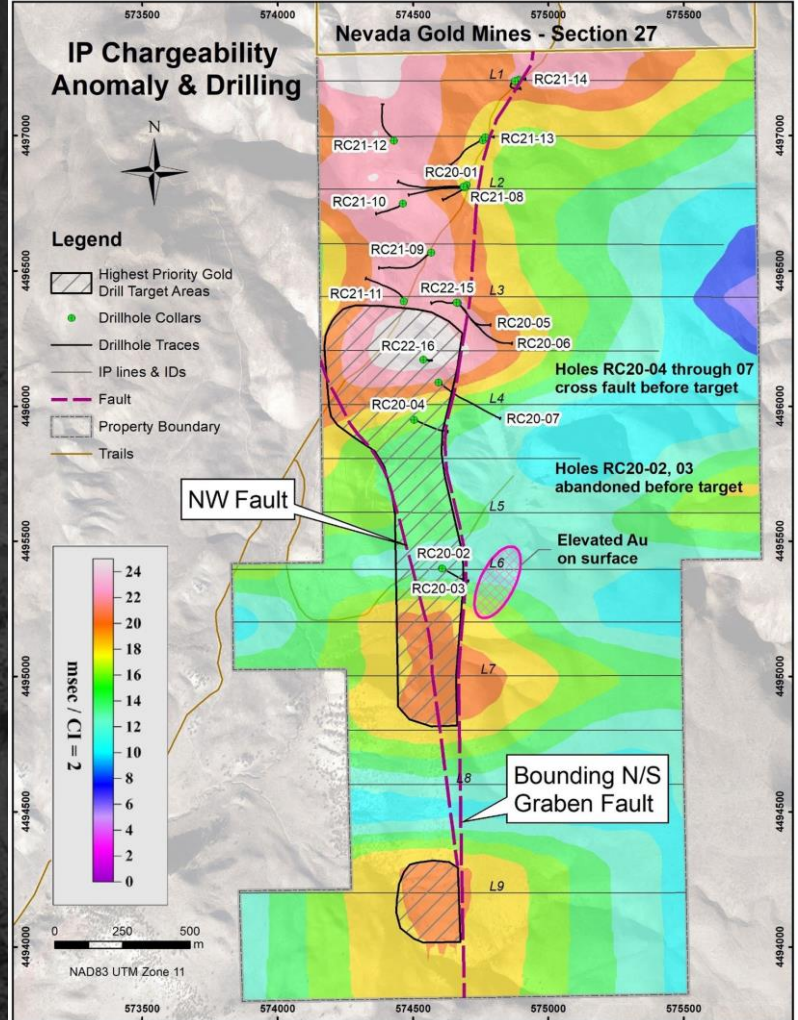 573500 574000 574500 575000 575500
Nevada Gold Mines - Section 27
IP Chargeability
Anomaly & Drilling
N
Legend
Highest Priority Gold
Drill Target Areas
Drillhole Collars
Drillhole Traces
IP lines & IDs
Fault
Property Boundary
Trails
L1
RC21-14
RC21-12
RC21-13
RC20-01
L2
RC21-08
RC21-10
RC21-09
RC21-11
RC22-15
L3
RC20-05
RC20-06
RC22-16
Holes RC20-04 through 07
cross fault before target
L4
RC20-04
RC20-07
Holes RC20-02, 03
abandoned before target
NW Fault
L5
Elevated Au
on surface
RC20-02
L6
RC20-03
L7
L8
Bounding N/S
Graben Fault
L9
24
22
20
18
16
14
12
10
8
6
4
2
0
msec / CI = 2
0 250 500
m
NAD83 UTM Zone 11
4497000
4496500
4496000
4495500
4495000
4494500
4494000
4497000
4496500
4496000
4495500
4495000
4494500
4494000
573500 574000 574500 575000 575500